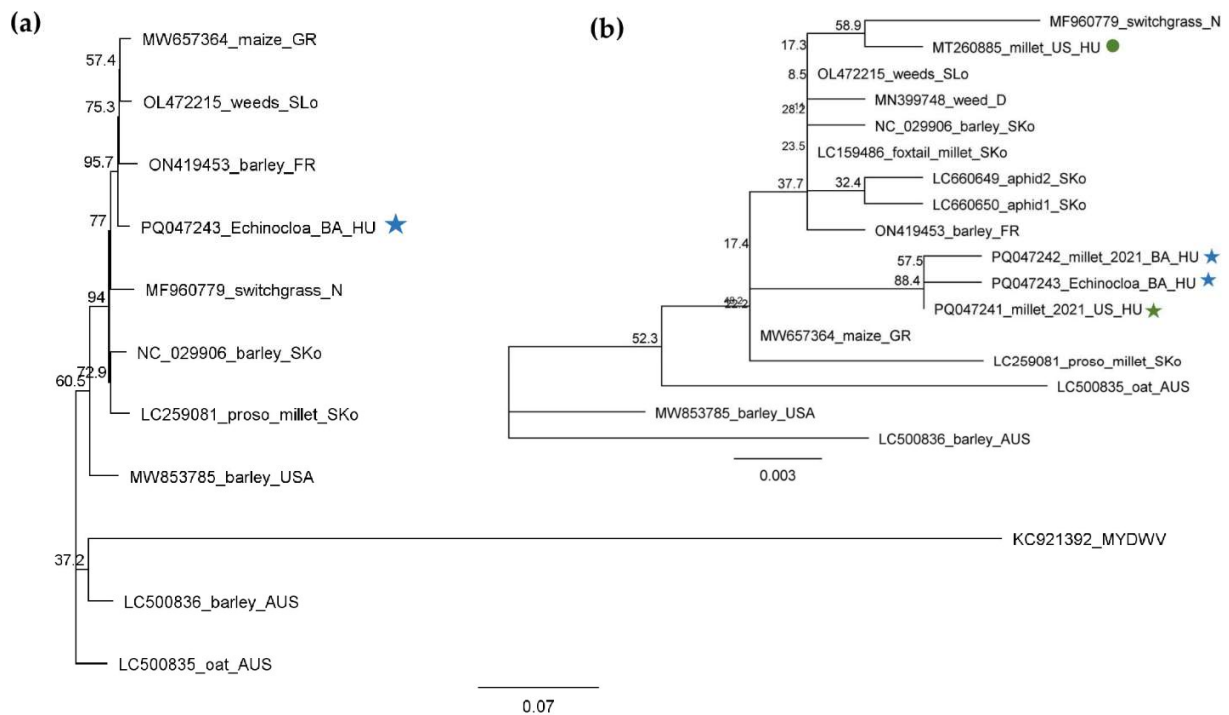 (a)
MW657364_maize_GR
57.4
OL472215_weeds_SLo
75.3
ON419453_barley_FR
95.7
PQ047243_Echinocloa_BA_HU
77
MF960779_switchgrass_N
94
NC_029906_barley_SKo
72.9
60.5
LC259081_proso_millet_SKo
MW853785_barley_USA
KC921392_MYDWV
37.2
LC500836_barley_AUS
LC500835_oat_AUS
0.07
(b)
MF960779_switchgrass_N
58.9
MT260885_millet_US_HU
17.3
OL472215_weeds_SLo
8.5
MN399748_weed_D
NC_029906_barley_SKo
23.5
LC159486_foxtail_millet_SKo
LC660649_aphid2_SKo
37.7
32.4
LC660650_aphid1_SKo
ON419453_barley_FR
17.4
PQ047242_millet_2021_BA_HU
57.5
PQ047243_Echinocloa_BA_HU
88.4
PQ047241_millet_2021_US_HU
MW657364_maize_GR
52.3
LC259081_proso_millet_SKo
LC500835_oat_AUS
MW853785_barley_USA
LC500836_barley_AUS
0.003